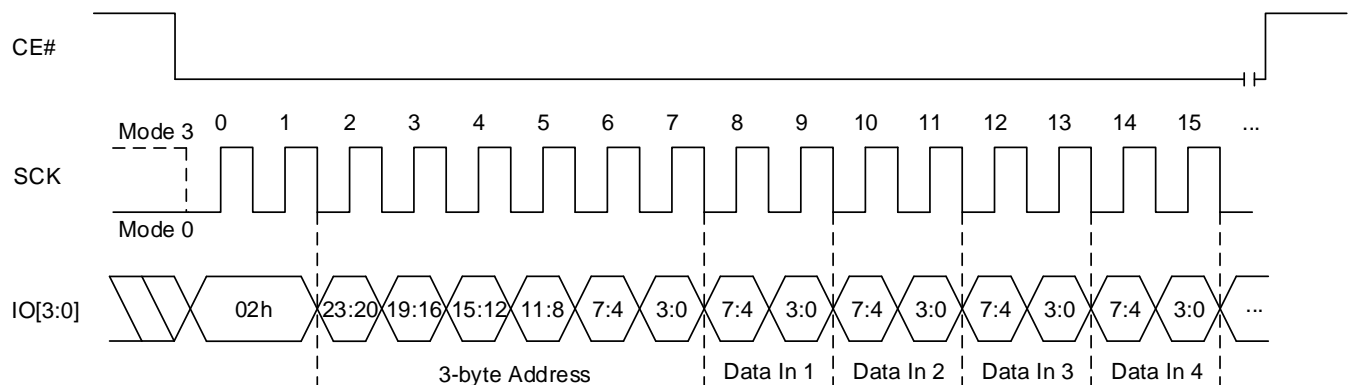 CE#
Mode 3 0 1 2 3 4 5 6 7 8 9 10 11 12 13 14 15 ...
SCK
Mode 0
IO[3:0] 02h 23:20 19:16 15:12 11:8 7:4 3:0 7:4 3:0 7:4 3:0 7:4 3:0 7:4 3:0 ...
3-byte Address Data In 1 Data In 2 Data In 3 Data In 4